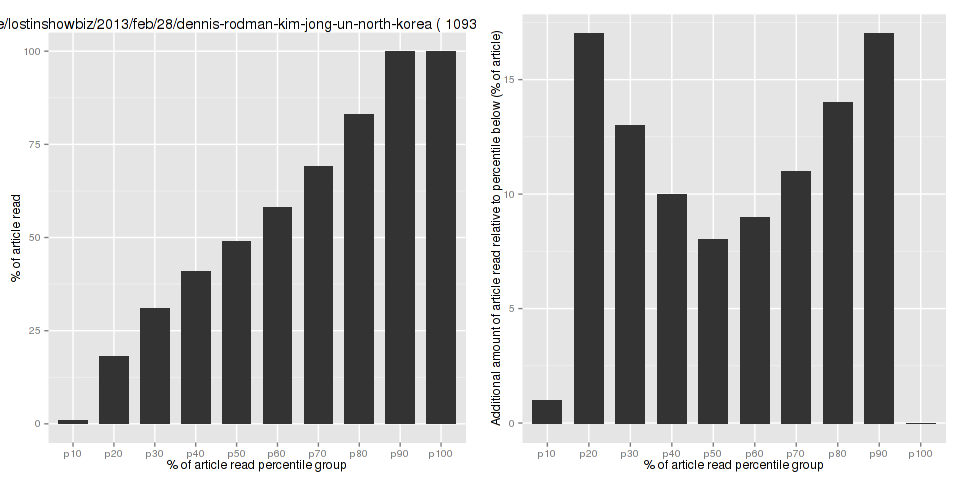 e/lostinshowbiz/2013/feb/28/dennis-rodman-kim-jong-un-north-korea ( 1093
% of article read
100
75
50
25
0
p10 p20 p30 p40 p50 p60 p70 p80 p90 p100
% of article read percentile group
Additional amount of article read relative to percentile below (% of article)
15
10
5
0
p10 p20 p30 p40 p50 p60 p70 p80 p90 p100
% of article read percentile group